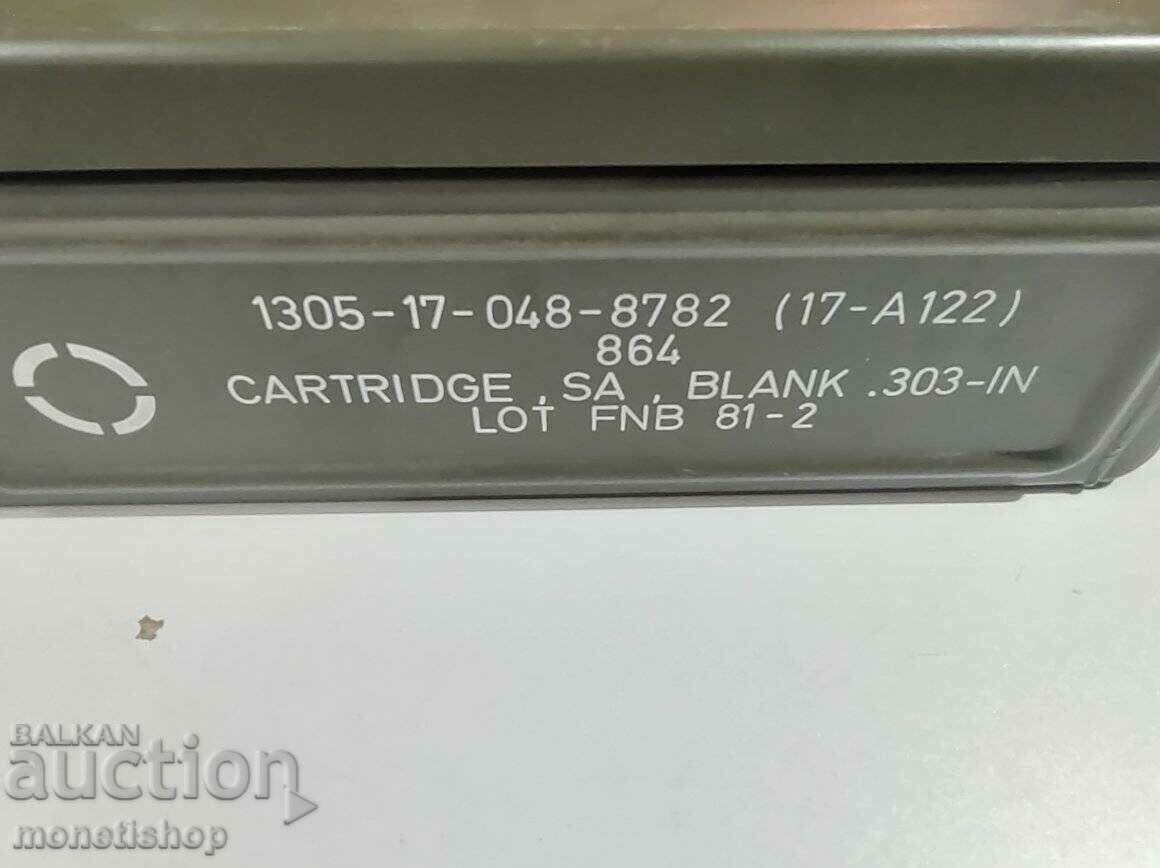 1305-17-048-8782 (17-A122)
864
CARTRIDGE, SA, BLANK .303-IN
LOT FNB 81-2
BALKAN
auction
monetishop